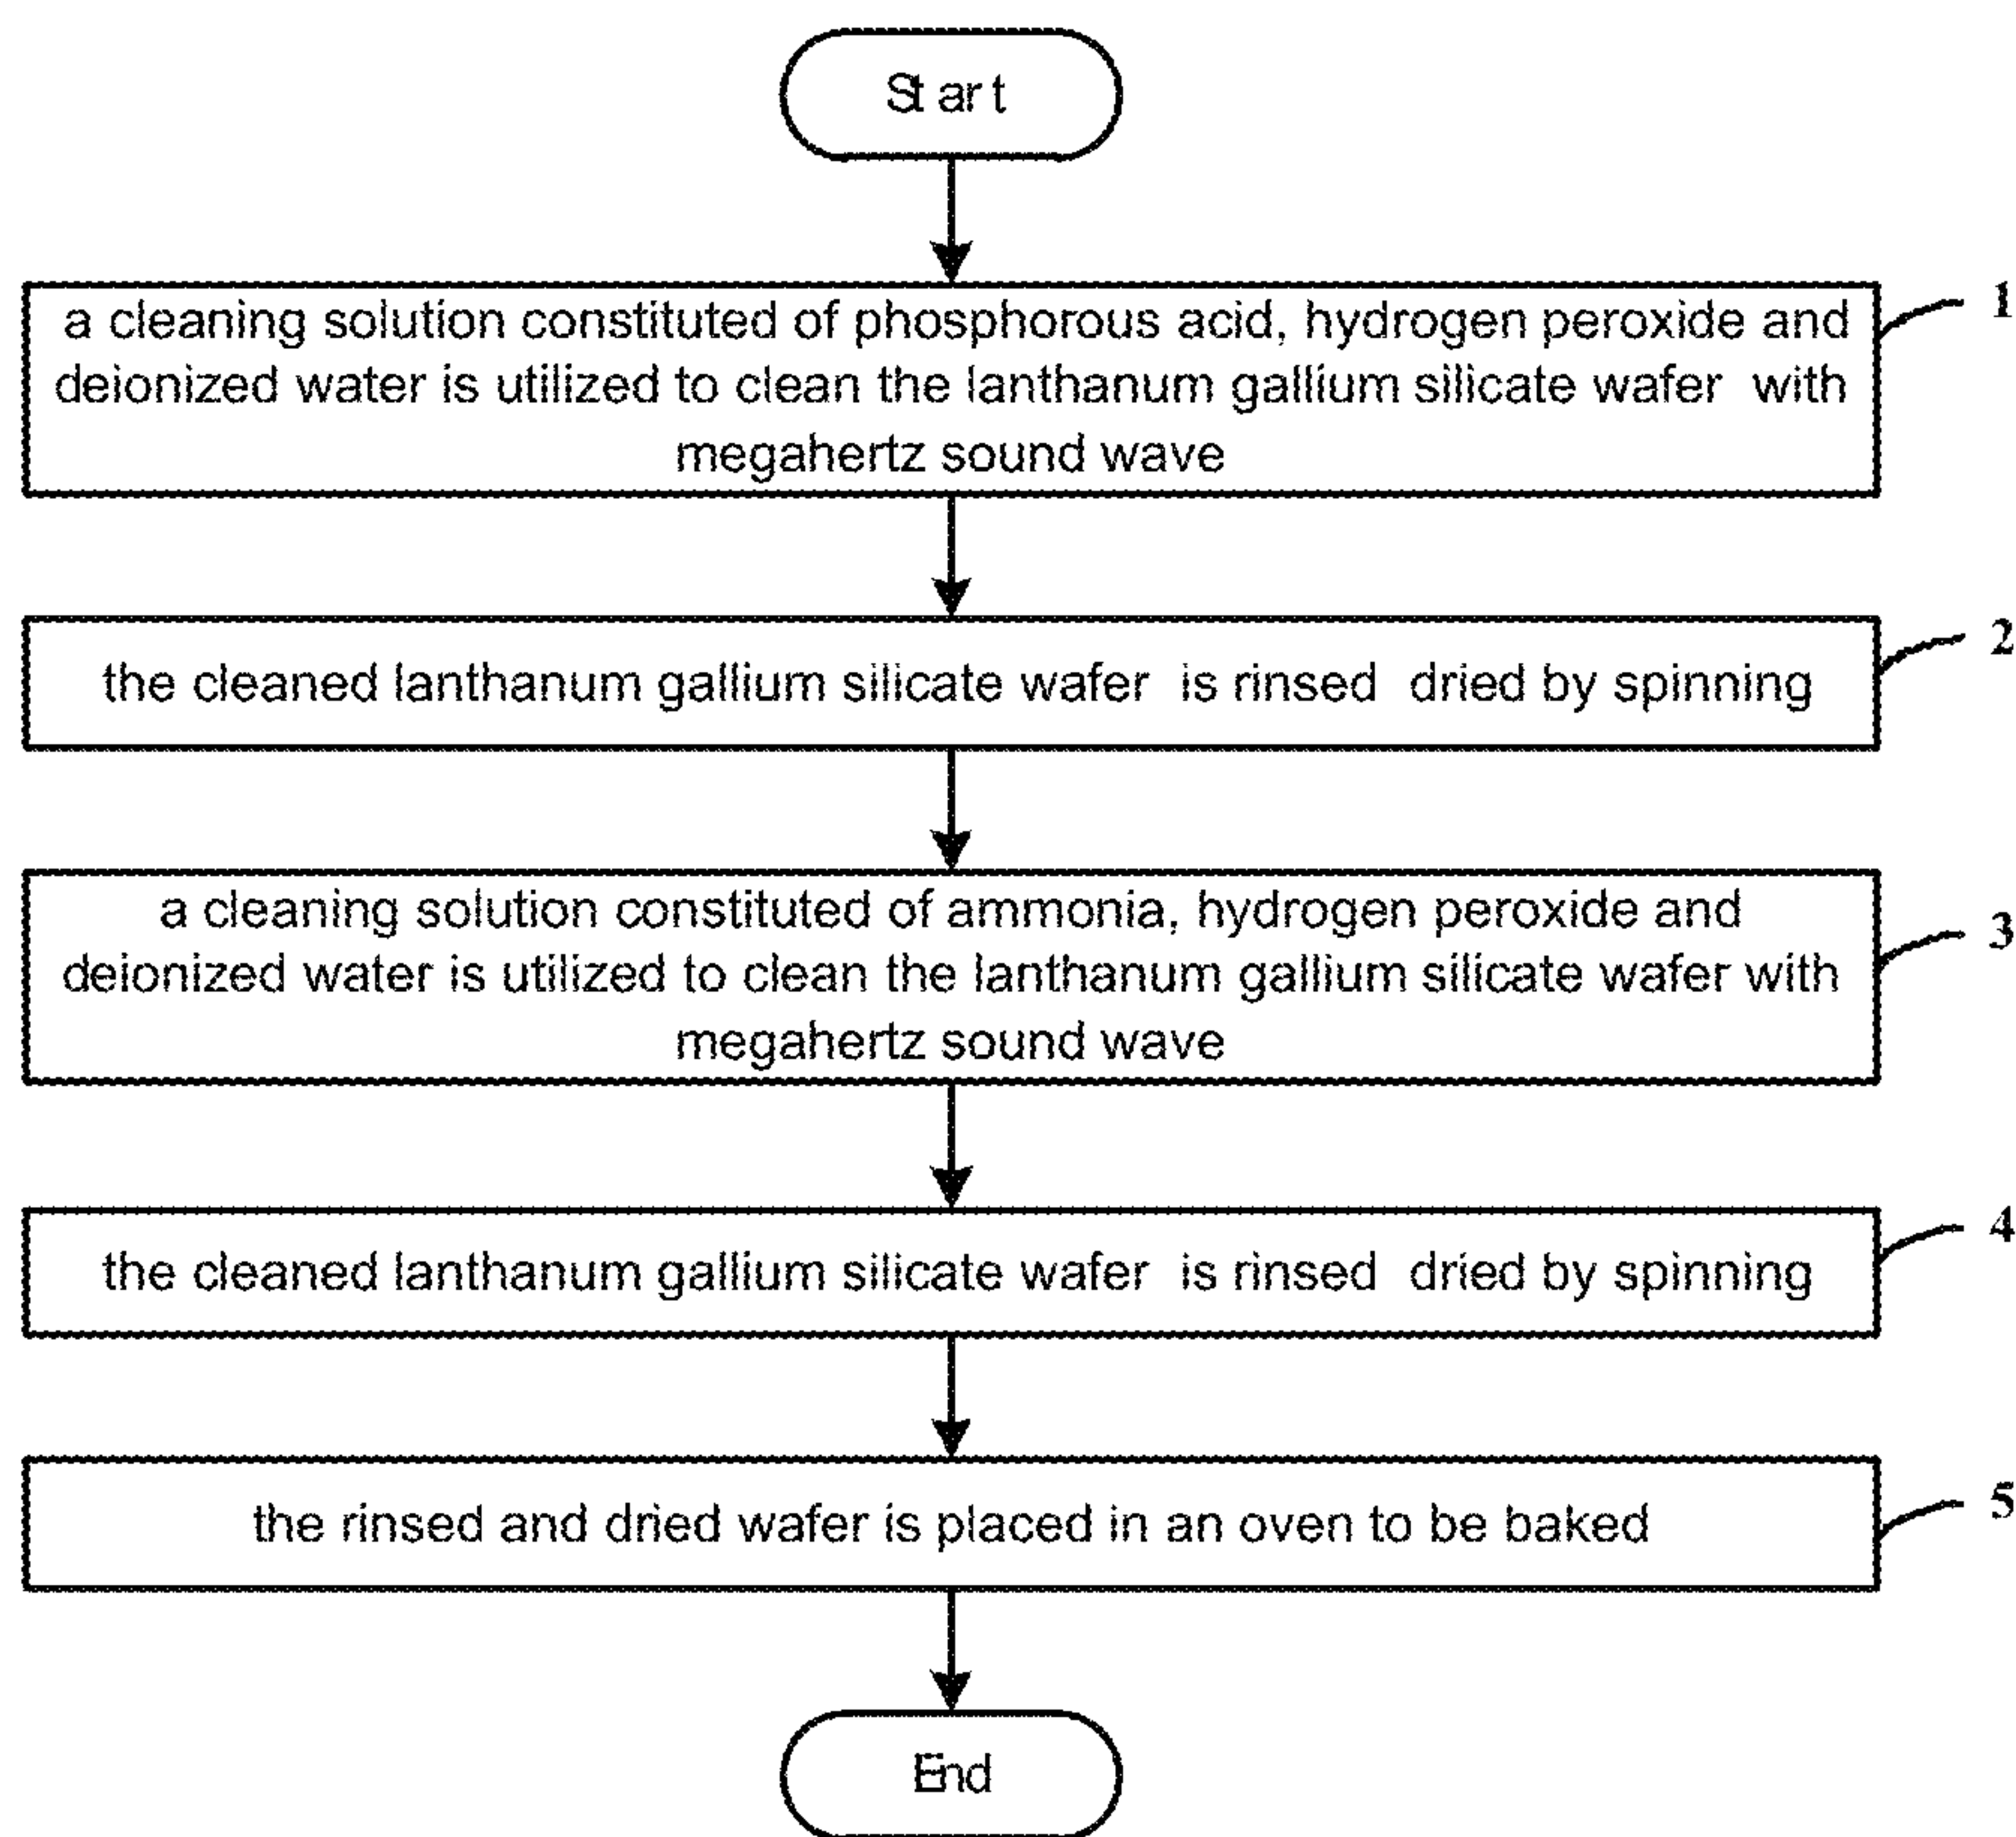 Start
a cleaning solution constituted of phosphorous acid, hydrogen peroxide and
deionized water is utilized to clean the lanthanum gallium silicate wafer with
megahertz sound wave
1
the cleaned lanthanum gallium silicate wafer is rinsed dried by spinning
2
a cleaning solution constituted of ammonia, hydrogen peroxide and
deionized water is utilized to clean the lanthanum gallium silicate wafer with
megahertz sound wave
3
the cleaned lanthanum gallium silicate wafer is rinsed dried by spinning
4
the rinsed and dried wafer is placed in an oven to be baked
5
End